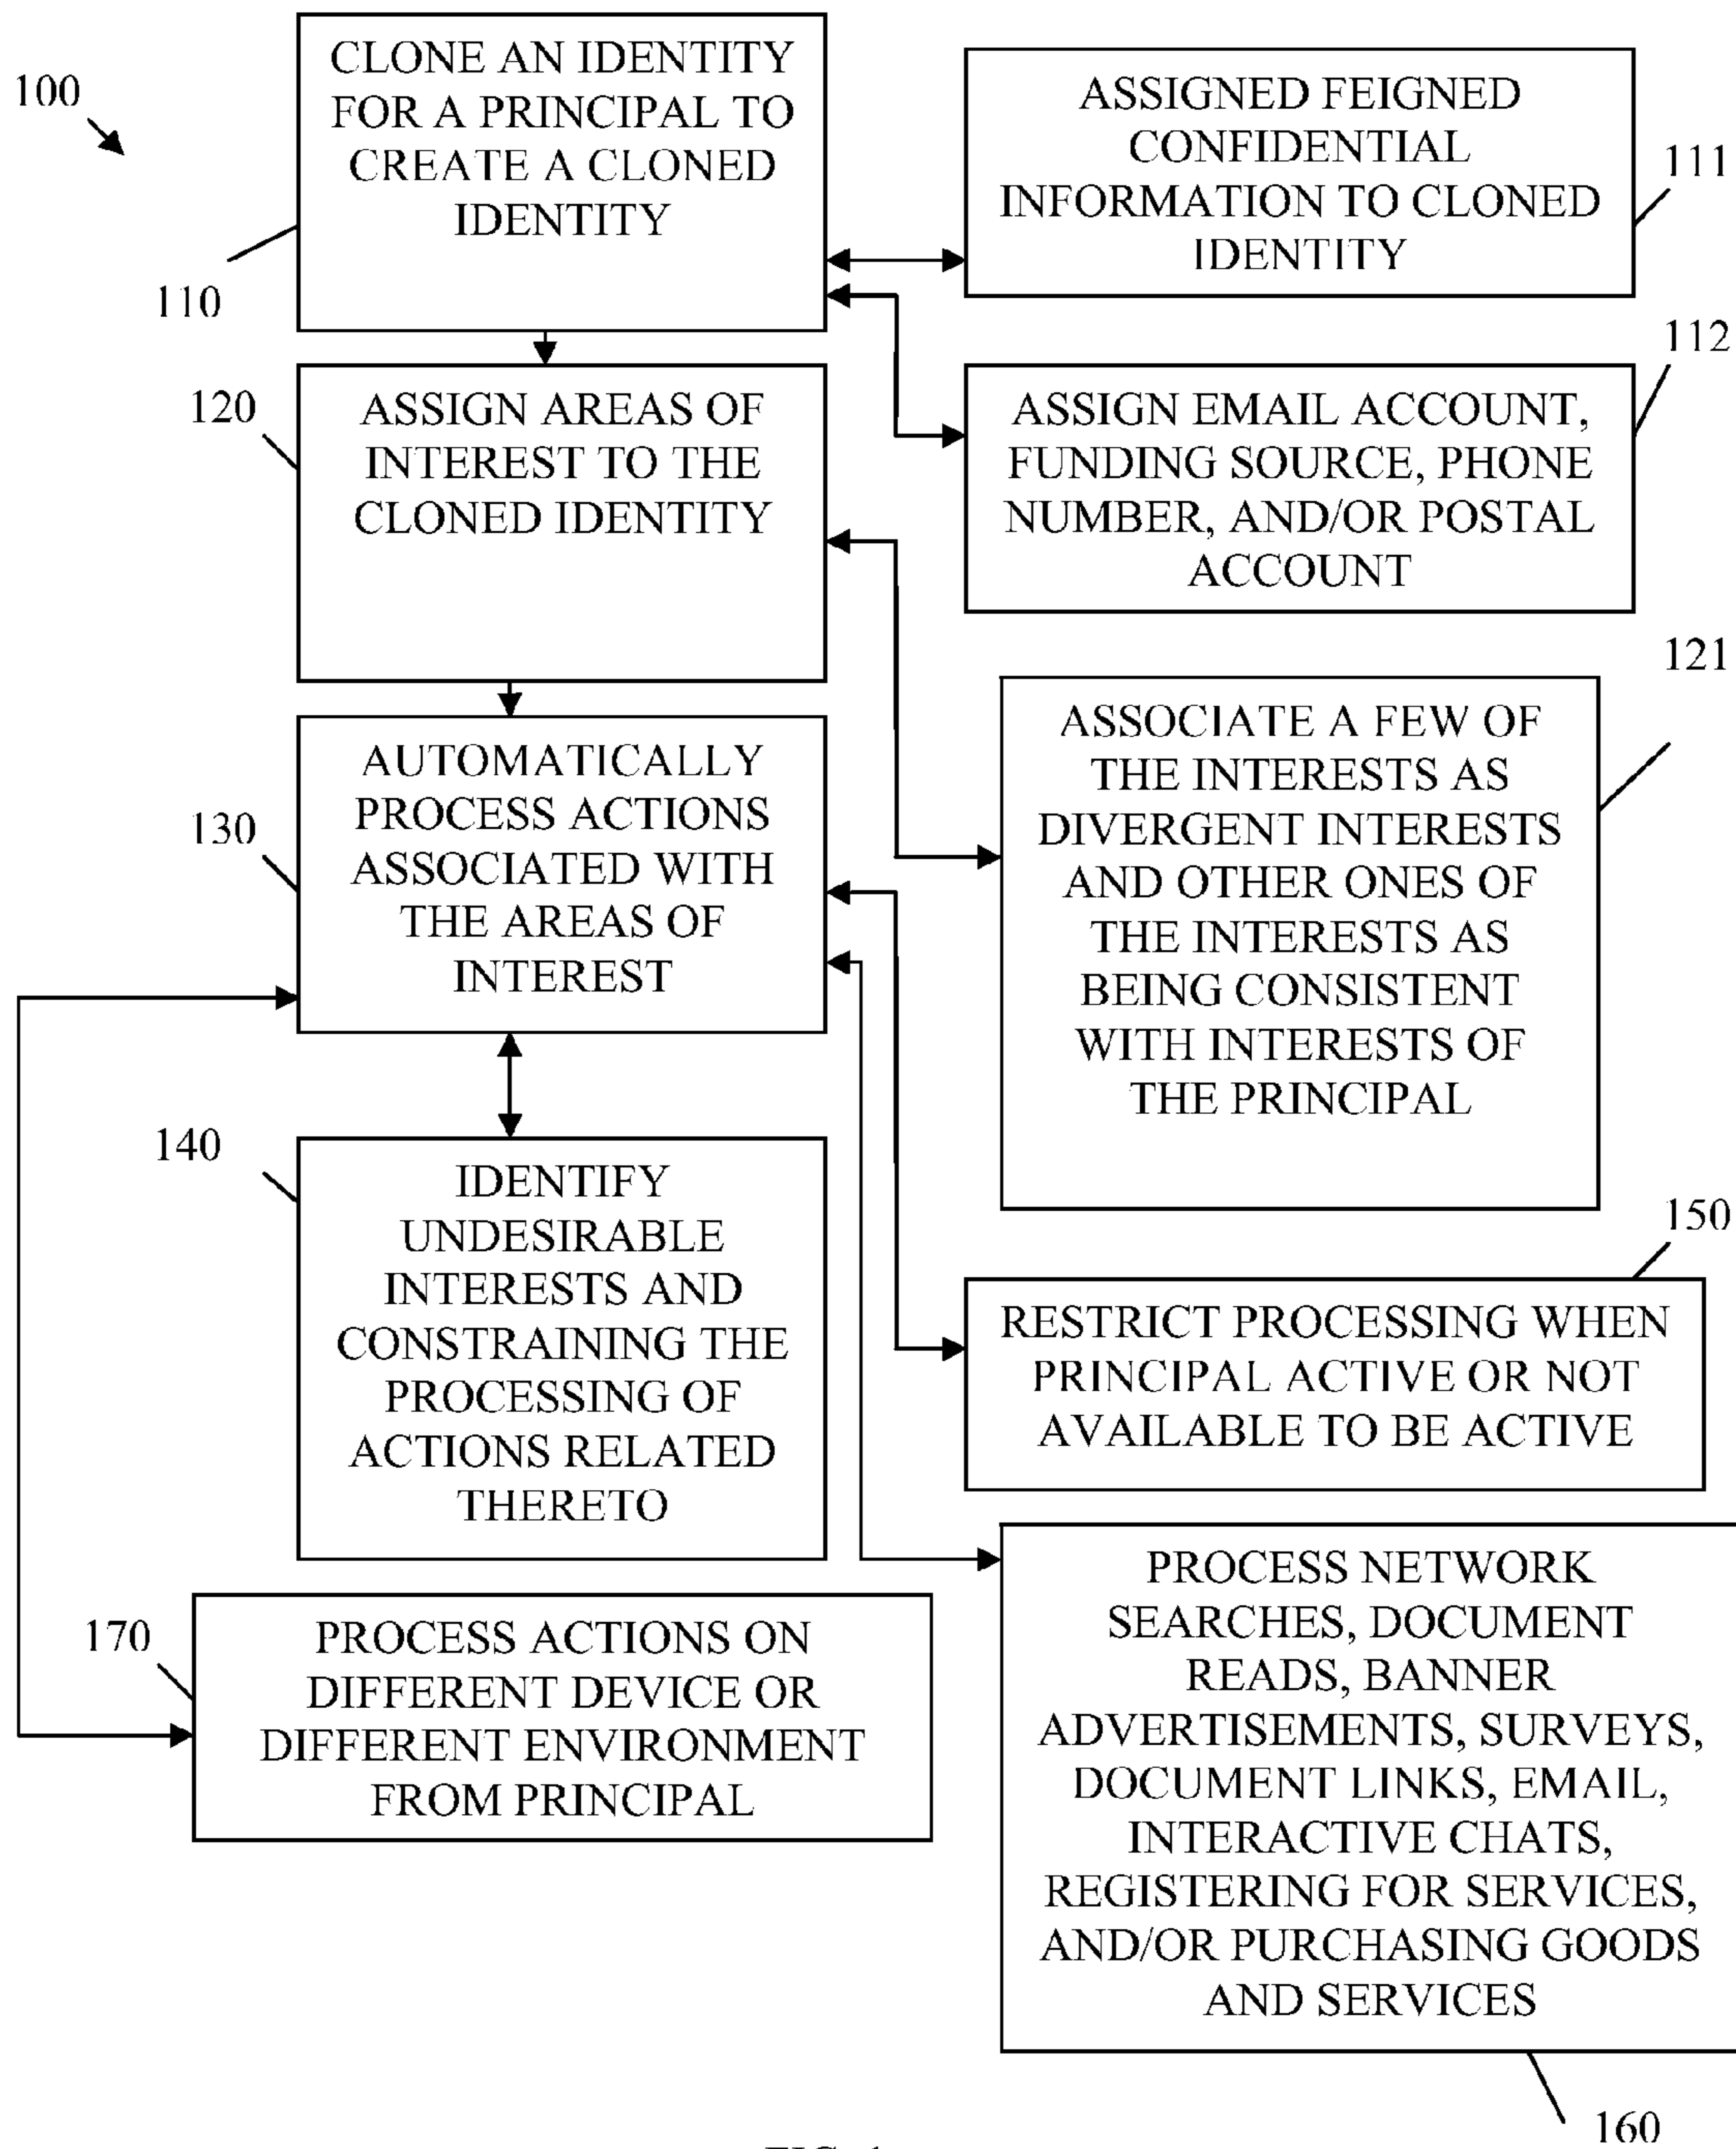 100
CLONE AN IDENTITY
FOR A PRINCIPAL TO
CREATE A CLONED
IDENTITY
110
ASSIGNED FEIGNED
CONFIDENTIAL
INFORMATION TO CLONED
IDENTITY
111
112
ASSIGN EMAIL ACCOUNT,
FUNDING SOURCE, PHONE
NUMBER, AND/OR POSTAL
ACCOUNT
120
ASSIGN AREAS OF
INTEREST TO THE
CLONED IDENTITY
121
ASSOCIATE A FEW OF
THE INTERESTS AS
DIVERGENT INTERESTS
AND OTHER ONES OF
THE INTERESTS AS
BEING CONSISTENT
WITH INTERESTS OF
THE PRINCIPAL
130
AUTOMATICALLY
PROCESS ACTIONS
ASSOCIATED WITH
THE AREAS OF
INTEREST
140
IDENTIFY
UNDESIRABLE
INTERESTS AND
CONSTRAINING THE
PROCESSING OF
ACTIONS RELATED
THERETO
150
RESTRICT PROCESSING WHEN
PRINCIPAL ACTIVE OR NOT
AVAILABLE TO BE ACTIVE
170
PROCESS ACTIONS ON
DIFFERENT DEVICE OR
DIFFERENT ENVIRONMENT
FROM PRINCIPAL
PROCESS NETWORK
SEARCHES, DOCUMENT
READS, BANNER
ADVERTISEMENTS, SURVEYS,
DOCUMENT LINKS, EMAIL,
INTERACTIVE CHATS,
REGISTERING FOR SERVICES,
AND/OR PURCHASING GOODS
AND SERVICES
160